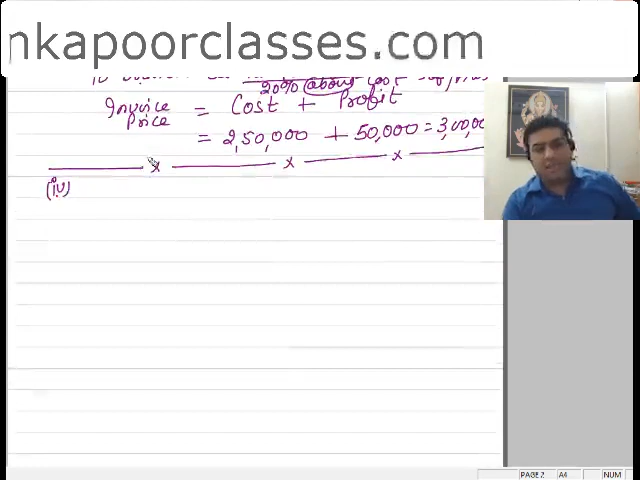 nkapoorclasses.com
20% above cost
Invoice Price = Cost + Profit
= 2,50,000 + 50,000 = 3,00,00
x x x
(iv)
PAGE 2 A4 NUM